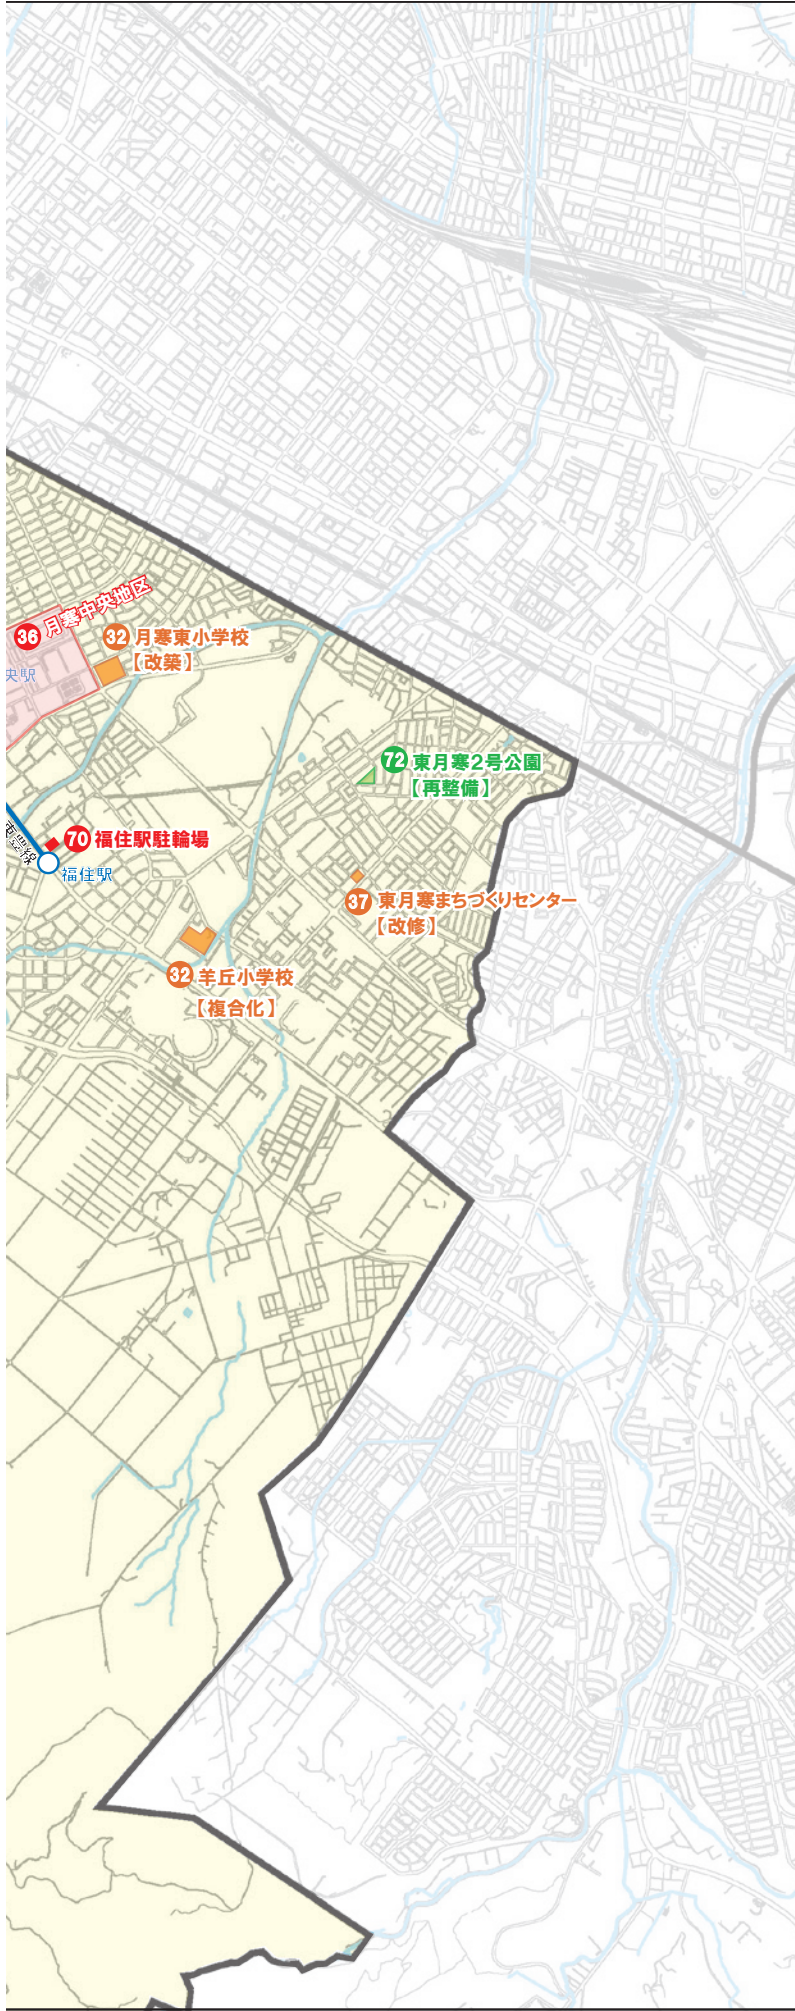 36 月寒中央地区
32 月寒東小学校
【改築】
央駅
72 東月寒2号公園
【再整備】
東豊線
70 福住駅駐輪場
福住駅
37 東月寒まちづくりセンター
【改修】
32 羊丘小学校
【複合化】